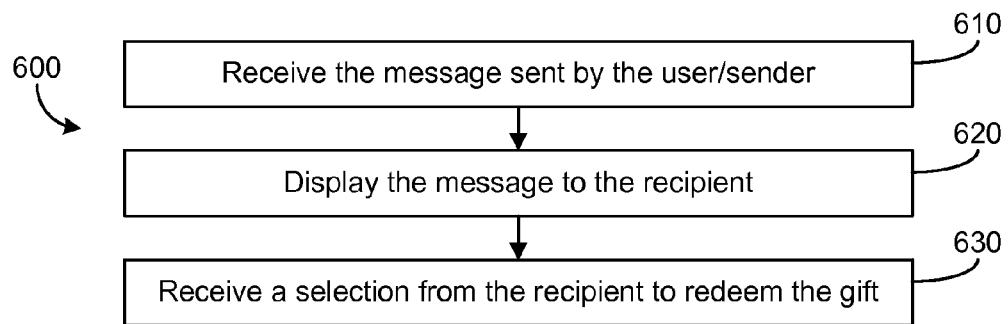 610
600
Receive the message sent by the user/sender
620
Display the message to the recipient
630
Receive a selection from the recipient to redeem the gift